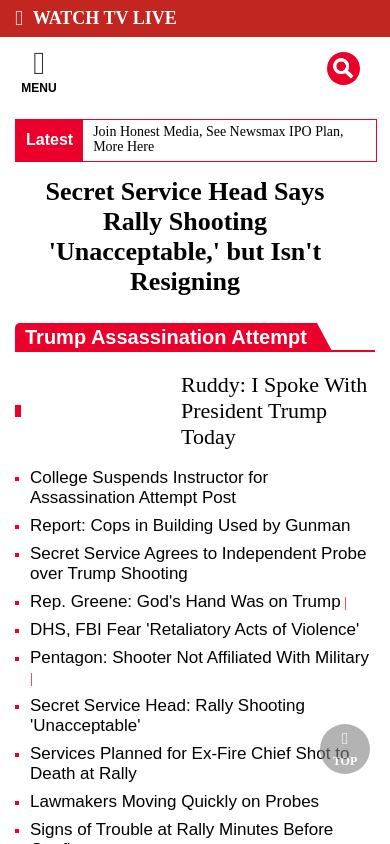 WATCH TV LIVE
MENU
Latest
Join Honest Media, See Newsmax IPO Plan,
More Here
Secret Service Head Says
Rally Shooting
'Unacceptable,' but Isn't
Resigning
Trump Assassination Attempt
Ruddy: I Spoke With
President Trump
Today
College Suspends Instructor for
Assassination Attempt Post
Report: Cops in Building Used by Gunman
Secret Service Agrees to Independent Probe
over Trump Shooting
Rep. Greene: God's Hand Was on Trump |
DHS, FBI Fear 'Retaliatory Acts of Violence'
Pentagon: Shooter Not Affiliated With Military
|
Secret Service Head: Rally Shooting
'Unacceptable'
Services Planned for Ex-Fire Chief Shot to
Death at Rally
TOP
Lawmakers Moving Quickly on Probes
Signs of Trouble at Rally Minutes Before